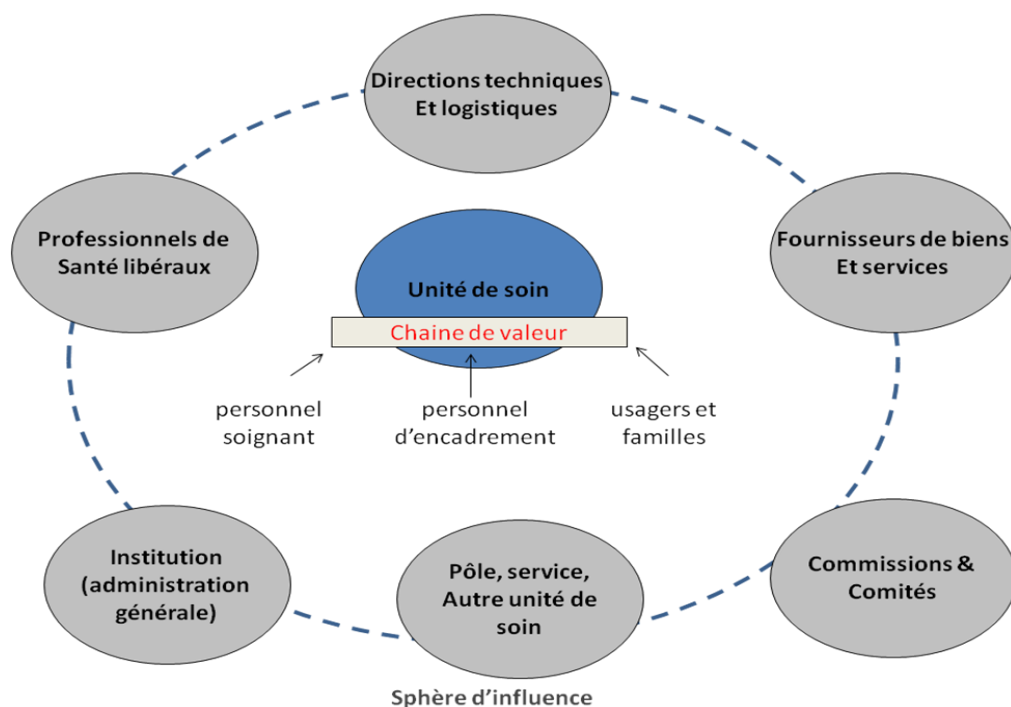 Directions techniques
Et logistiques
Professionnels de
Santé libéraux
Fournisseurs de biens
Et services
Unité de soin
Chaine de valeur
personnel
soignant
personnel
d’encadrement
usagers et
familles
Institution
(administration
générale)
Pôle, service,
Autre unité de
soin
Commissions &
Comités
Sphère d’influence